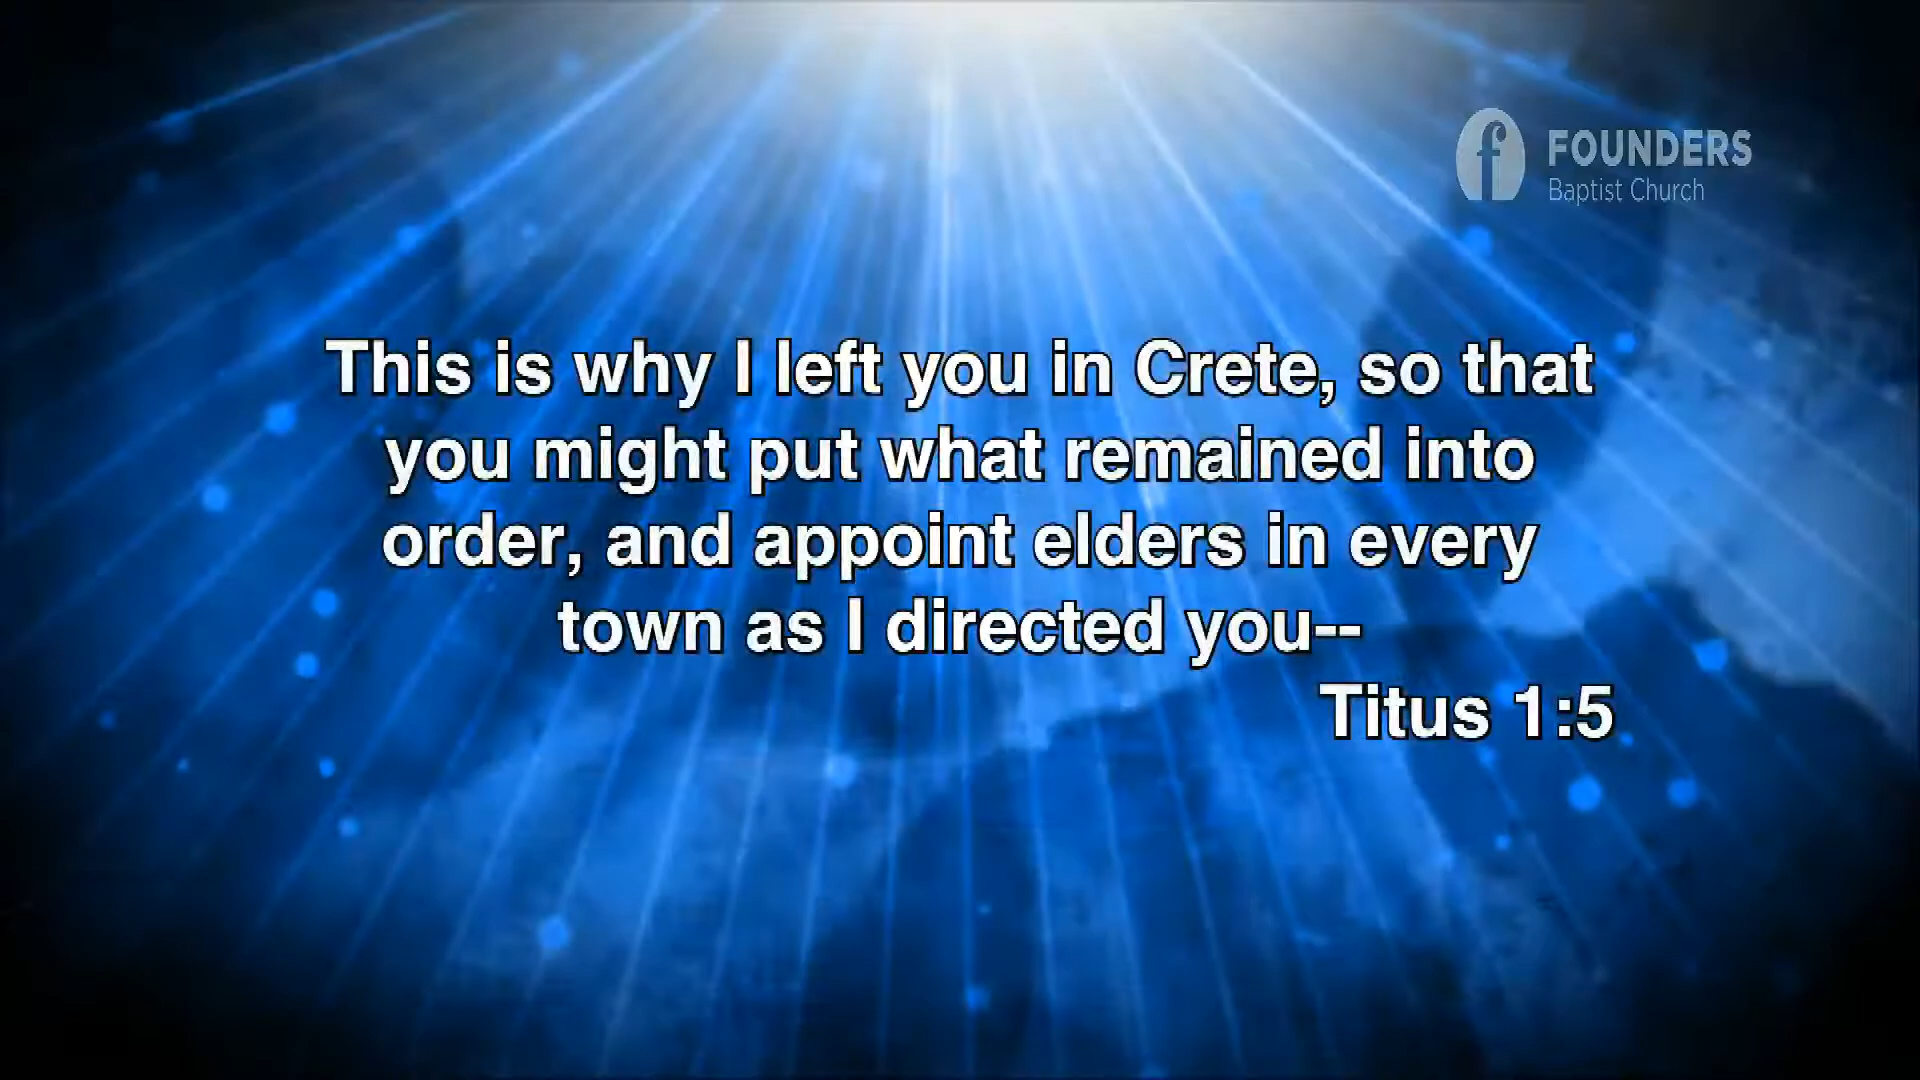 FOUNDERS
Baptist Church
This is why I left you in Crete, so that
you might put what remained into
order, and appoint elders in every
town as I directed you--
Titus 1:5